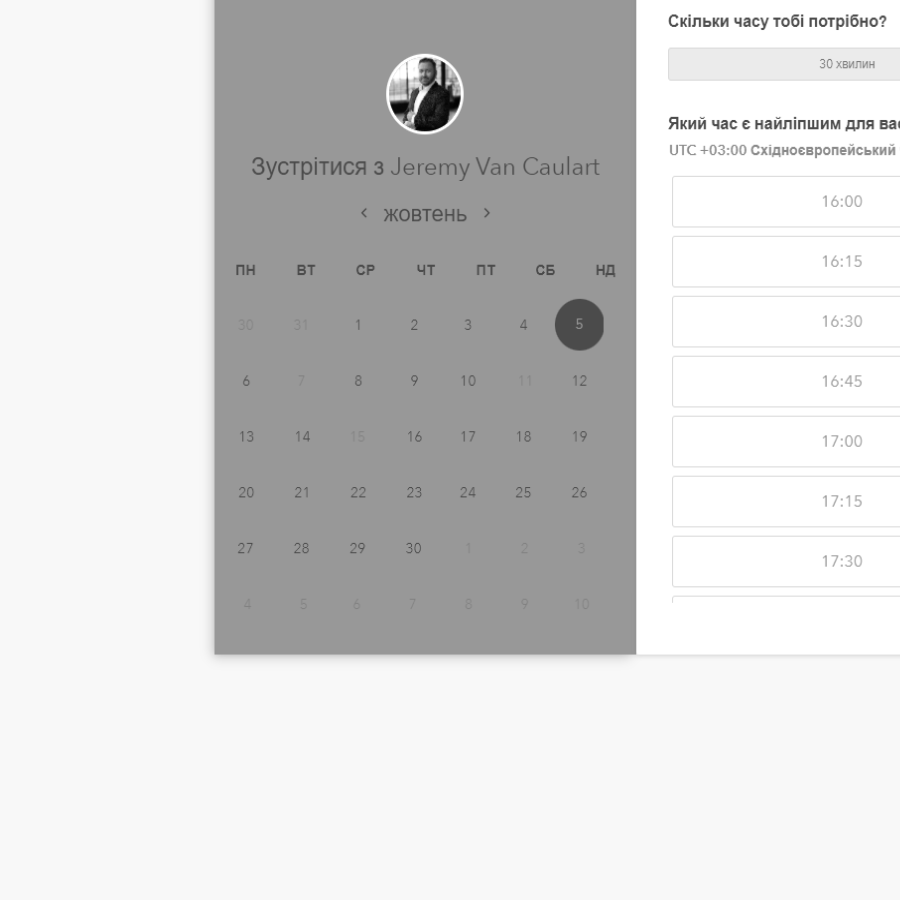 Зустрітися з Jeremy Van Caulart
жовтень
ПН ВТ СР ЧТ ПТ СБ НД
30 31 1 2 3 4 5
6 7 8 9 10 11 12
13 14 15 16 17 18 19
20 21 22 23 24 25 26
27 28 29 30 1 2 3
4 5 6 7 8 9 10
Скільки часу тобі потрібно?
30 хвилин
Який час є найліпшим для вас
UTC +03:00 Східноєвропейський
16:00
16:15
16:30
16:45
17:00
17:15
17:30